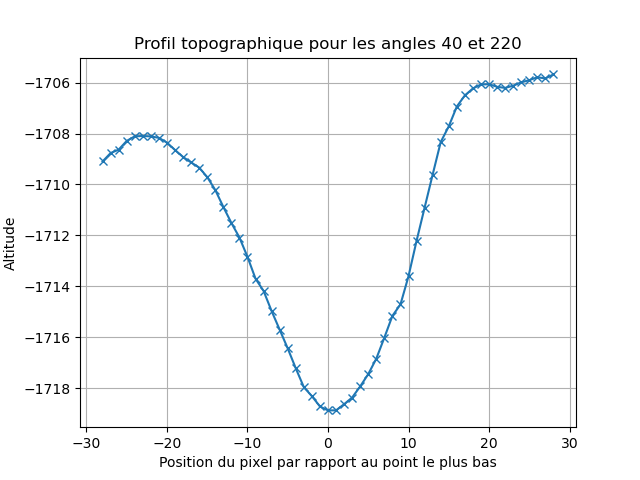 Profil topographique pour les angles 40 et 220
−1706
−1708
−1710
−1712
−1714
−1716
−1718
Altitude
−30 −20 −10 0 10 20 30
Position du pixel par rapport au point le plus bas